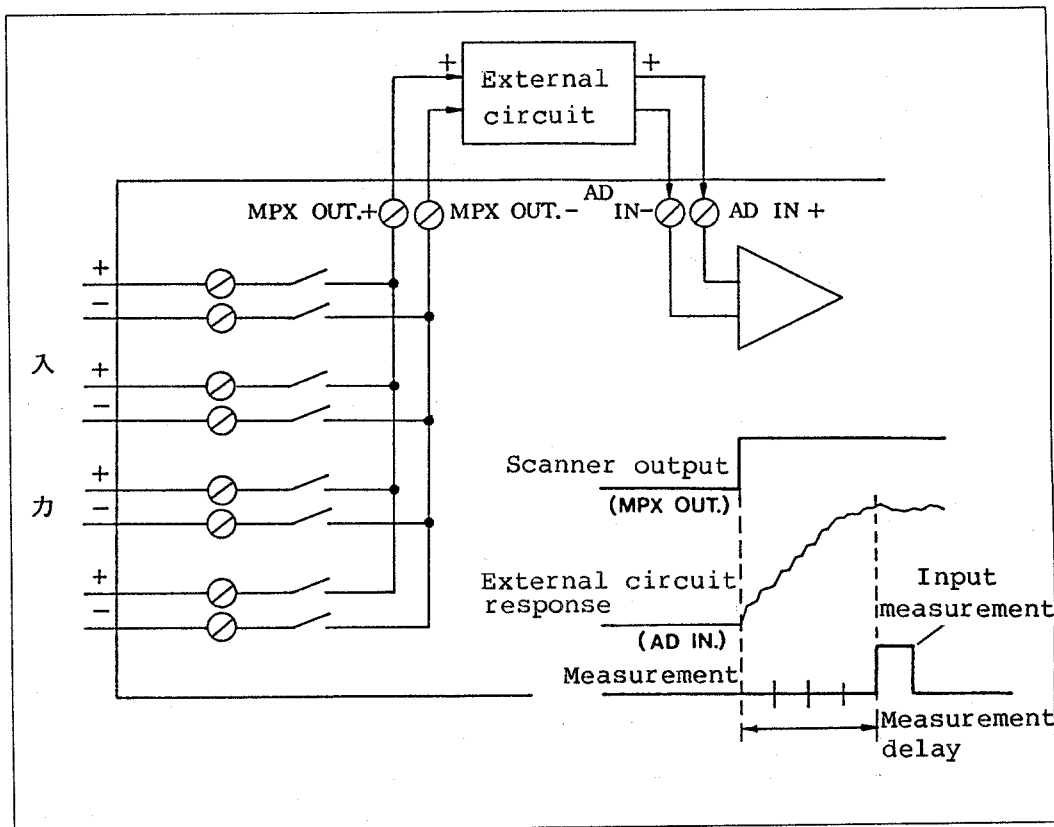 +
External
circuit
+
MPX OUT.+
MPX OUT.-
AD
IN-
AD IN +
+
-
入
+
-
力
+
-
+
-
Scanner output
(MPX OUT.)
External circuit
response
(AD IN.)
Input
measurement
Measurement
Measurement
delay